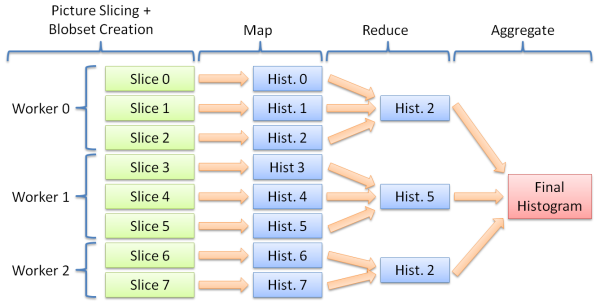 Picture Slicing +
Blobset Creation
Map
Reduce
Aggregate
Worker 0
Slice 0
Hist. 0
Slice 1
Hist. 1
Hist. 2
Slice 2
Hist. 2
Worker 1
Slice 3
Hist 3
Slice 4
Hist. 4
Hist. 5
Final
Histogram
Slice 5
Hist. 5
Worker 2
Slice 6
Hist. 6
Hist. 2
Slice 7
Hist. 7